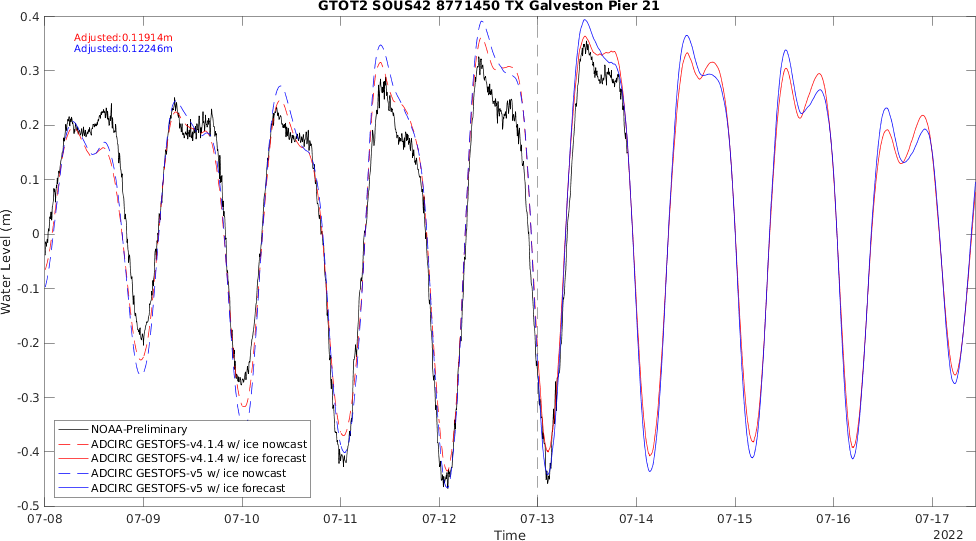 GTOT2 SOUS42 8771450 TX Galveston Pier 21
Adjusted:0.11914m
Adjusted:0.12246m
0.4
0.3
0.2
0.1
0
-0.1
-0.2
-0.3
-0.4
-0.5
Water Level (m)
NOAA-Preliminary
ADCIRC GESTOFS-v4.1.4 w/ ice nowcast
ADCIRC GESTOFS-v4.1.4 w/ ice forecast
ADCIRC GESTOFS-v5 w/ ice nowcast
ADCIRC GESTOFS-v5 w/ ice forecast
07-08 07-09 07-10 07-11 07-12 07-13 07-14 07-15 07-16 07-17
Time
2022